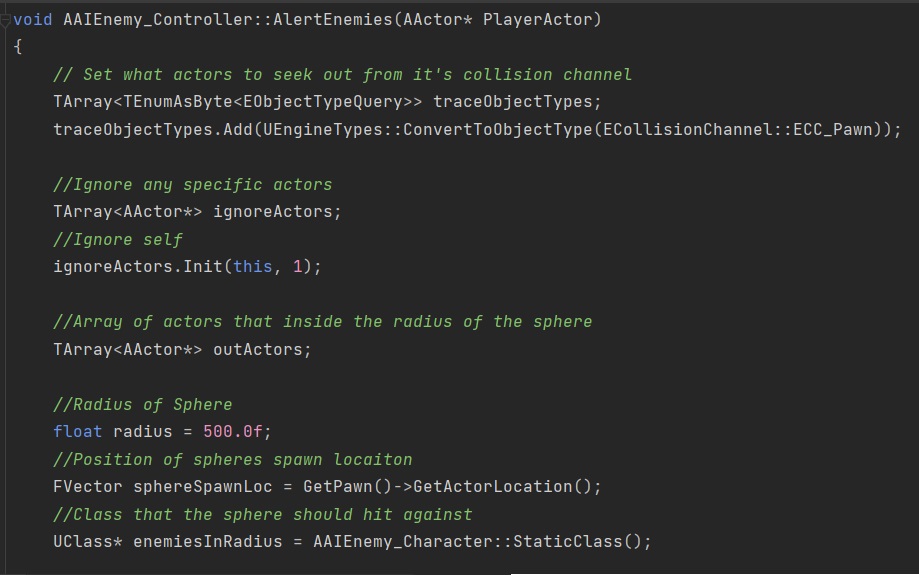 void AAIEnemy_Controller::AlertEnemies(AActor* PlayerActor)
{
// Set what actors to seek out from it's collision channel
TArray<TEnumAsByte<EObjectTypeQuery>> traceObjectTypes;
traceObjectTypes.Add(UEngineTypes::ConvertToObjectType(ECollisionChannel::ECC_Pawn));
//Ignore any specific actors
TArray<AActor*> ignoreActors;
//Ignore self
ignoreActors.Init(this, 1);
//Array of actors that inside the radius of the sphere
TArray<AActor*> outActors;
//Radius of Sphere
float radius = 500.0f;
//Position of spheres spawn locaiton
FVector sphereSpawnLoc = GetPawn()->GetActorLocation();
//Class that the sphere should hit against
UClass* enemiesInRadius = AAIEnemy_Character::StaticClass();